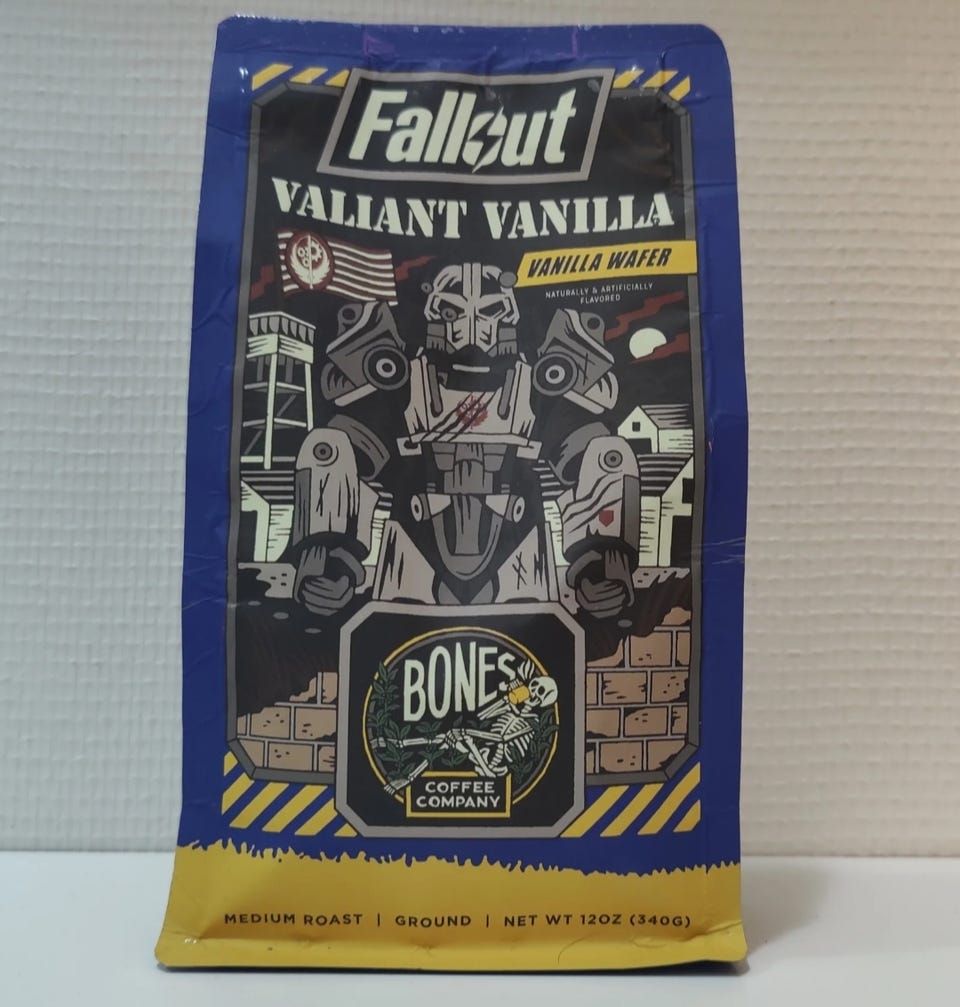 Fallout
VALIANT VANILLA
VANILLA WAFER
NATURALLY & ARTIFICIALLY
FLAVORED
BONES
COFFEE
COMPANY
MEDIUM ROAST | GROUND | NET WT 12OZ (340G)